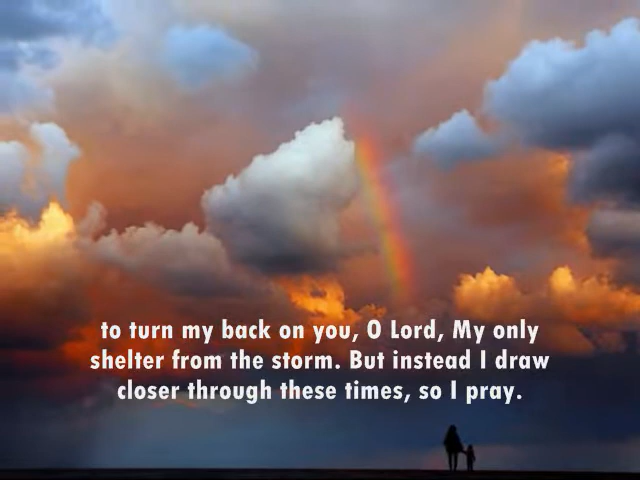 to turn my back on you, O Lord, My only
shelter from the storm. But instead I draw
closer through these times, so I pray.